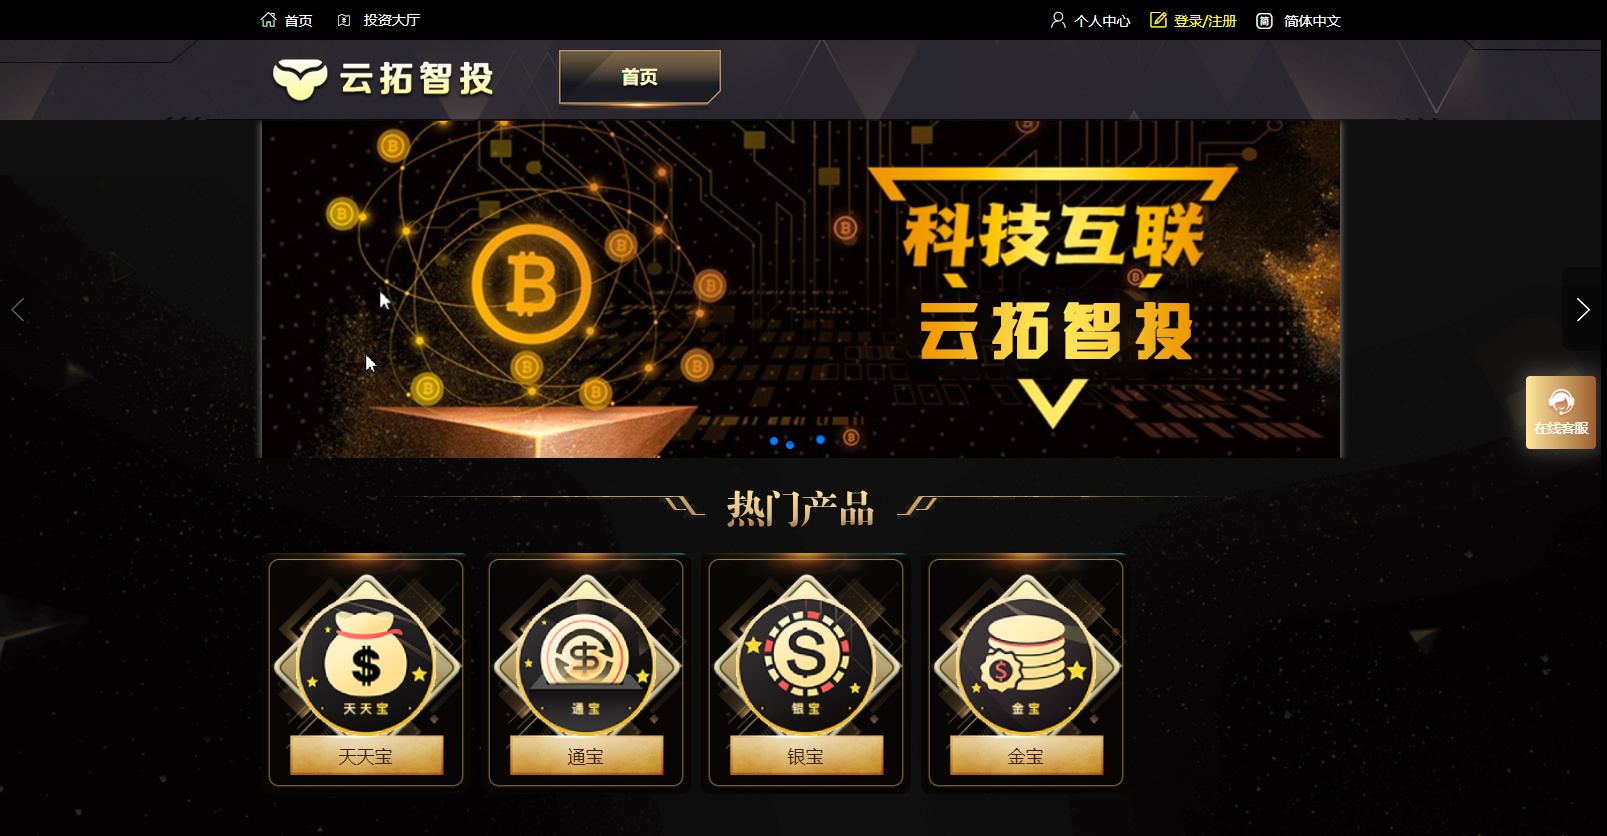 首页
投资大厅
个人中心
登录/注册
简
简体中文
云拓智投
首页
科技互联
云拓智投
在线客服
热门产品
天天宝
通宝
银宝
金宝
天天宝
通宝
银宝
金宝